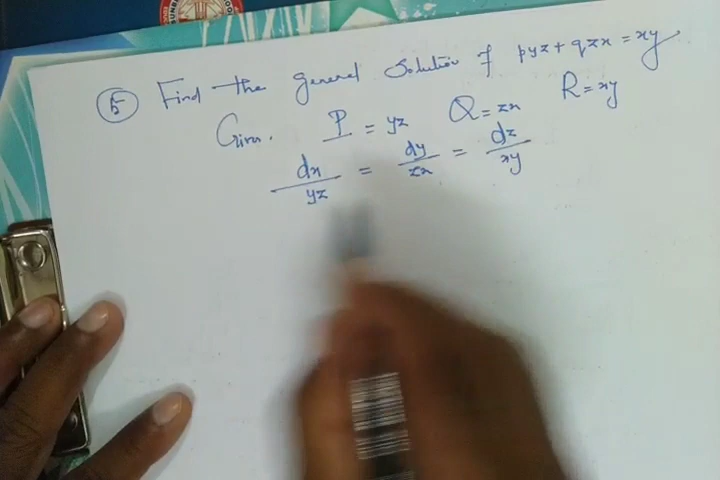 5 Find the general solution of pyz + qzx = xy
Given. P = yz Q = zx R = xy
dx/yz = dy/zx = dz/xy